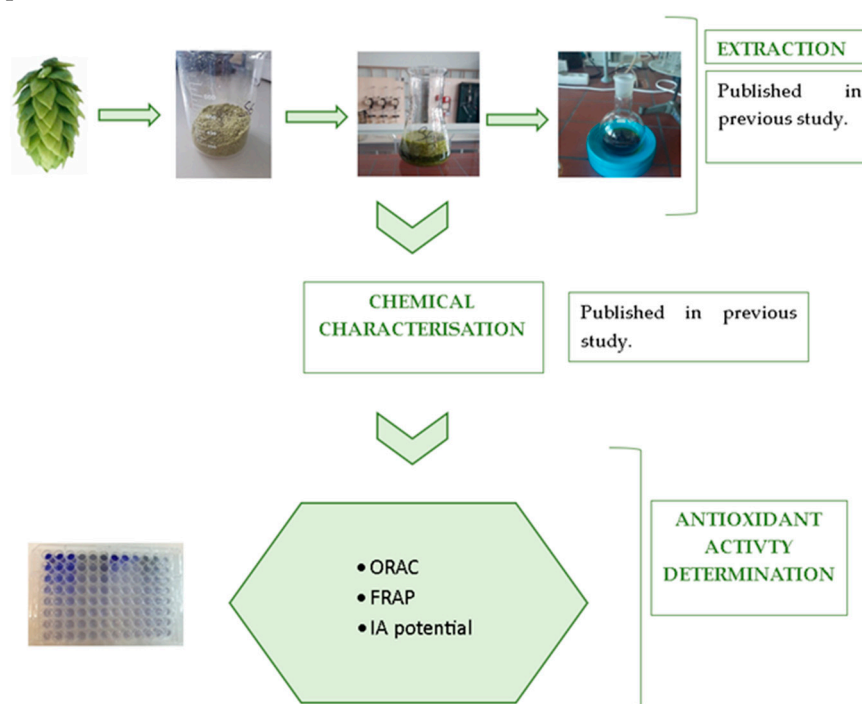 EXTRACTION
Published in
previous study.
CHEMICAL
CHARACTERISATION
Published in previous
study.
• ORAC
• FRAP
• IA potential
ANTIOXIDANT
ACTIVTY
DETERMINATION